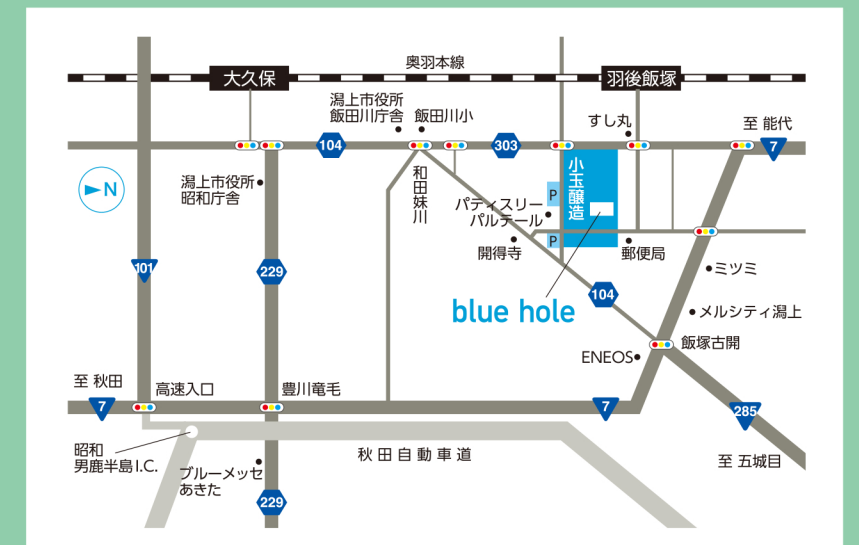 奥羽本線
大久保
羽後飯塚
潟上市役所
飯田川庁舎
飯田川小
すし丸
至 能代
7
104
303
N
潟上市役所
昭和庁舎
和田妹川
小玉醸造
P
パティスリー
パルテール
P
開得寺
郵便局
ミツミ
101
229
blue hole
104
メルシティ潟上
飯塚古開
ENEOS
至 秋田
高速入口
豊川竜毛
7
7
285
昭和
男鹿半島I.C.
秋田自動車道
至 五城目
ブルーメッセ
あきた
229